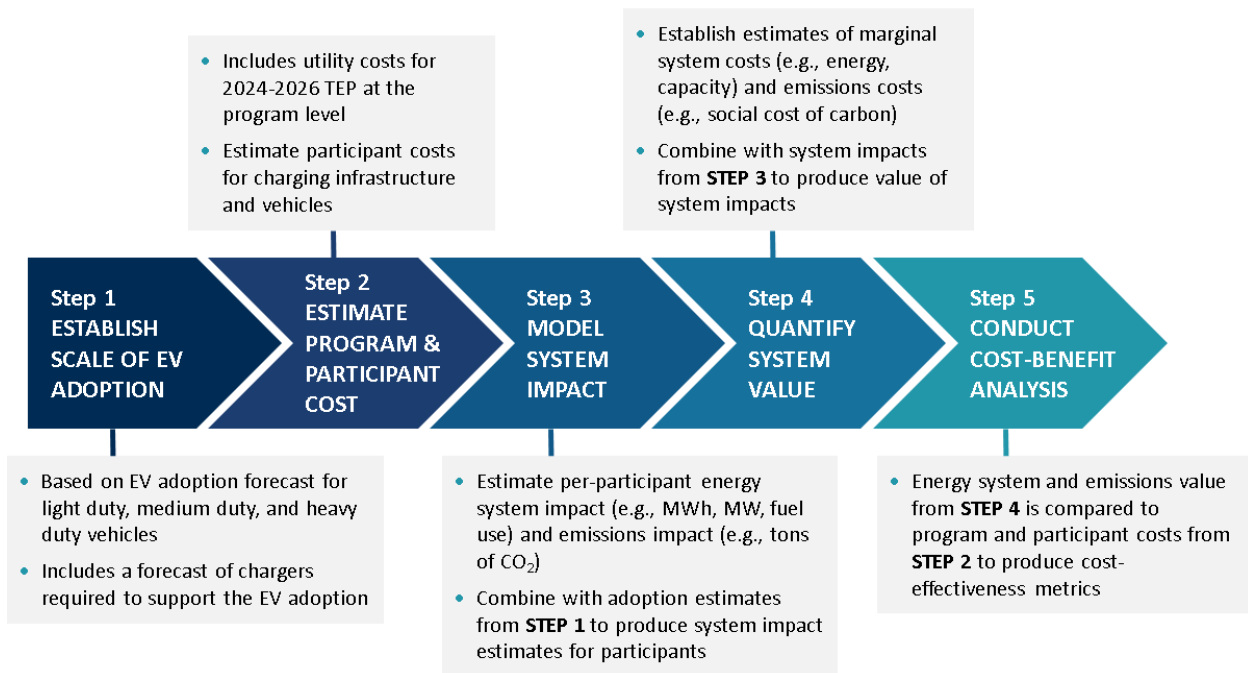 • Includes utility costs for
2024-2026 TEP at the
program level
• Estimate participant costs
for charging infrastructure
and vehicles
• Establish estimates of marginal
system costs (e.g., energy,
capacity) and emissions costs
(e.g., social cost of carbon)
• Combine with system impacts
from STEP 3 to produce value of
system impacts
Step 1
ESTABLISH
SCALE OF EV
ADOPTION
Step 2
ESTIMATE
PROGRAM &
PARTICIPANT
COST
Step 3
MODEL
SYSTEM
IMPACT
Step 4
QUANTIFY
SYSTEM
VALUE
Step 5
CONDUCT
COST-BENEFIT
ANALYSIS
• Based on EV adoption forecast for
light duty, medium duty, and heavy
duty vehicles
• Includes a forecast of chargers
required to support the EV adoption
• Estimate per-participant energy
system impact (e.g., MWh, MW, fuel
use) and emissions impact (e.g., tons
of CO₂)
• Combine with adoption estimates
from STEP 1 to produce system impact
estimates for participants
• Energy system and emissions value
from STEP 4 is compared to
program and participant costs from
STEP 2 to produce cost-
effectiveness metrics